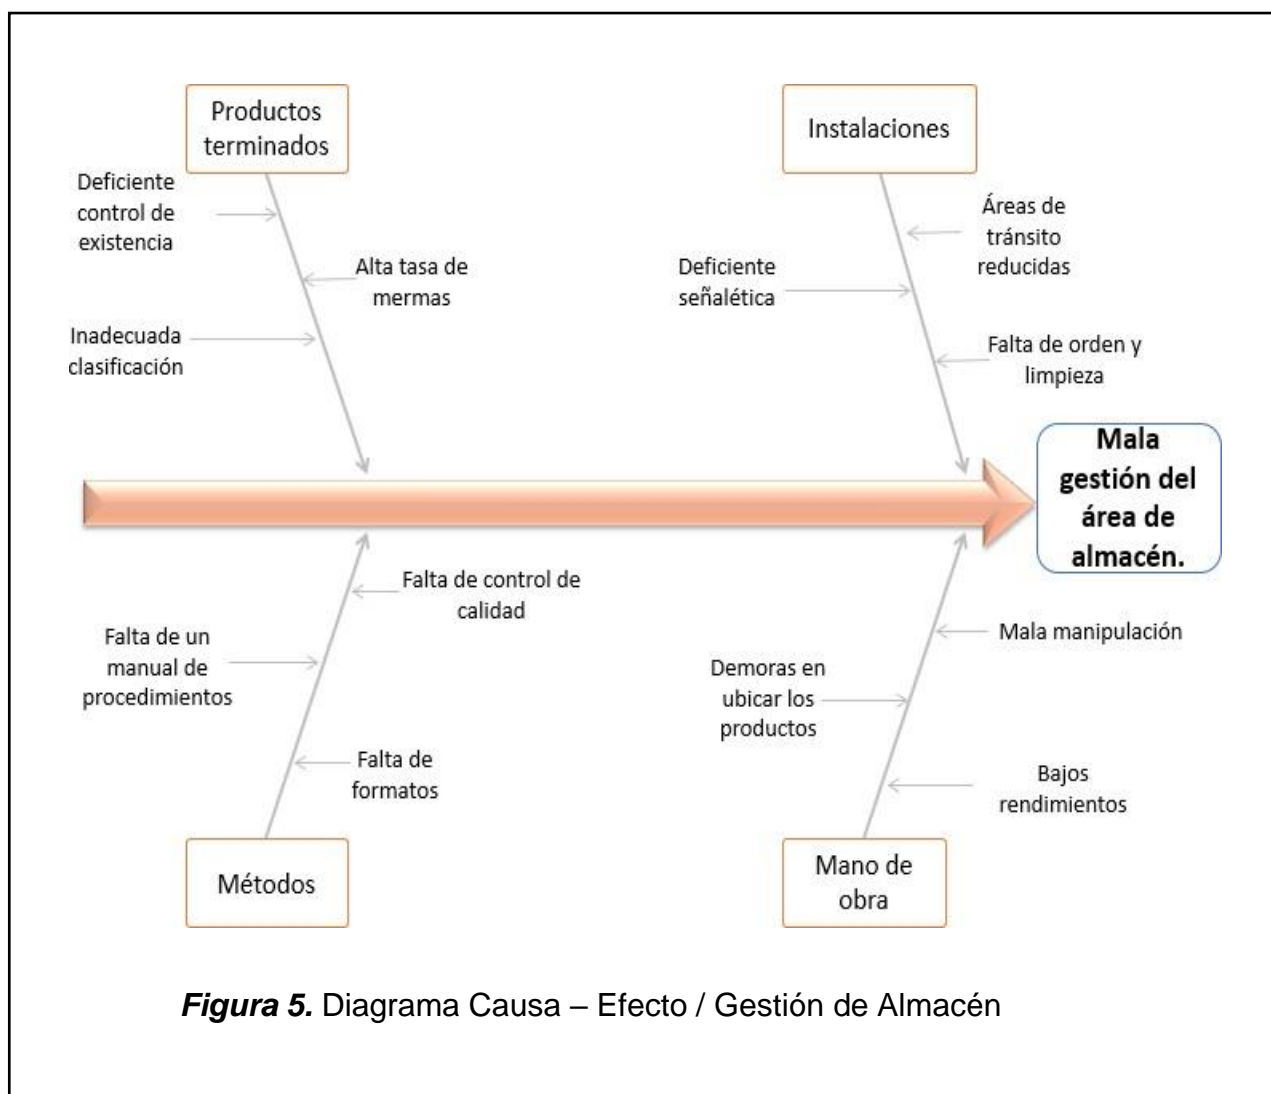 Productos
terminados
Instalaciones
Deficiente
control de
existencia
Alta tasa de
mermas
Inadecuada
clasificación
Áreas de
tránsito
reducidas
Deficiente
señalética
Falta de orden y
limpieza
Mala
gestión del
área de
almacén.
Falta de control de
calidad
Falta de un
manual de
procedimientos
Falta de
formatos
Mala manipulación
Demoras en
ubicar los
productos
Bajos
rendimientos
Métodos
Mano de
obra
Figura 5. Diagrama Causa – Efecto / Gestión de Almacén